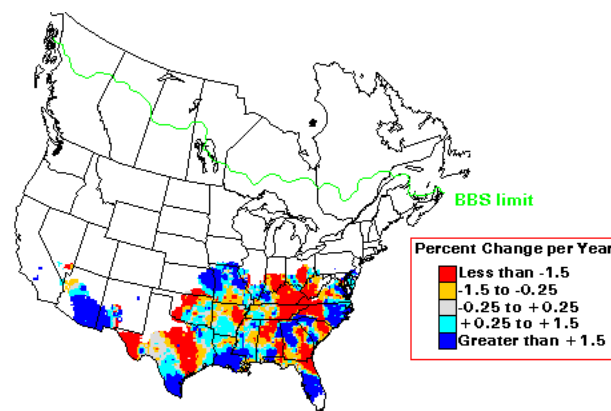 BBS limit
Percent Change per Year
Less than -1.5
-1.5 to -0.25
-0.25 to +0.25
+0.25 to +1.5
Greater than +1.5